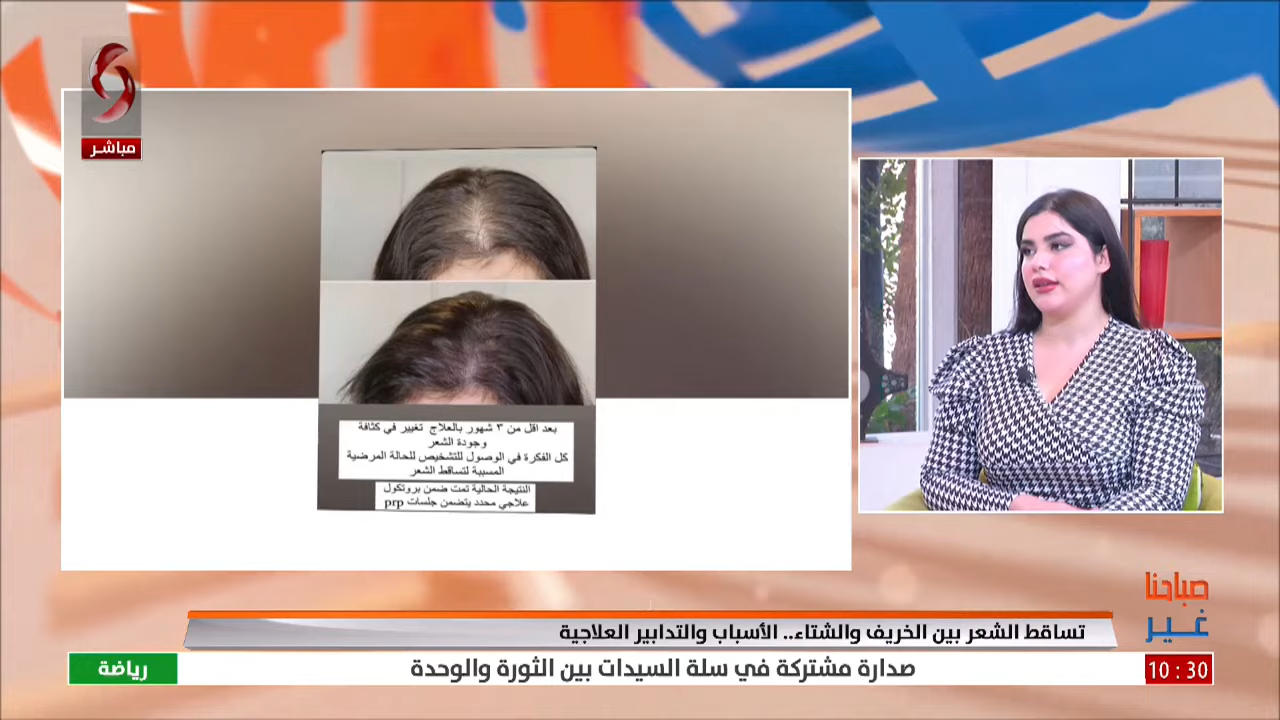 مباشر
بعد اقل من ٣ شهور بالعلاج تغيير في كثافة
وجودة الشعر
كل الفكرة في الوصول للتشخيص للحالة المرضية
المسببة لتساقط الشعر
النتيجة الحالية تمت ضمن بروتكول
علاجي محدد يتضمن جلسات prp
صباحنا
غير
تساقط الشعر بين الخريف والشتاء.. الأسباب والتدابير العلاجية
رياضة
صدارة مشتركة في سلة السيدات بين الثورة والوحدة
10 : 30